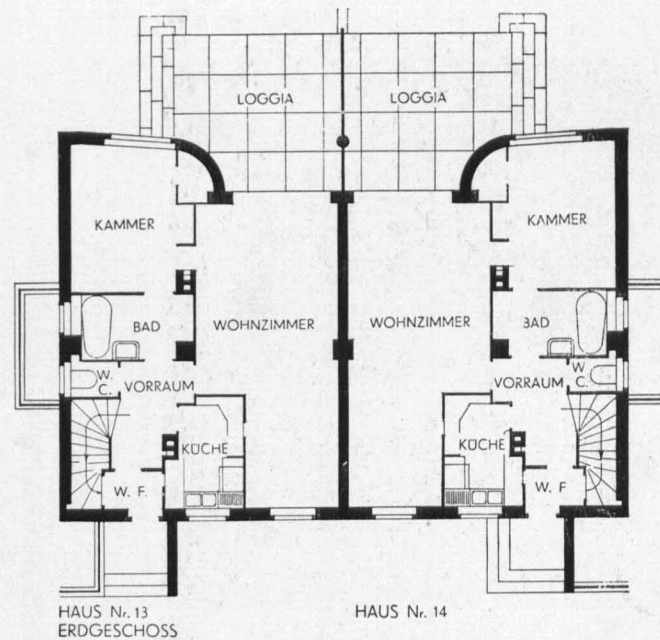 LOGGIA LOGGIA
KAMMER KAMMER
BAD WOHNZIMMER WOHNZIMMER BAD
W.
C. VORRAUM VORRAUM W
C.
KÜCHE KÜCHE
W. F. W. F
HAUS Nr. 13 HAUS Nr. 14
ERDGESCHOSS